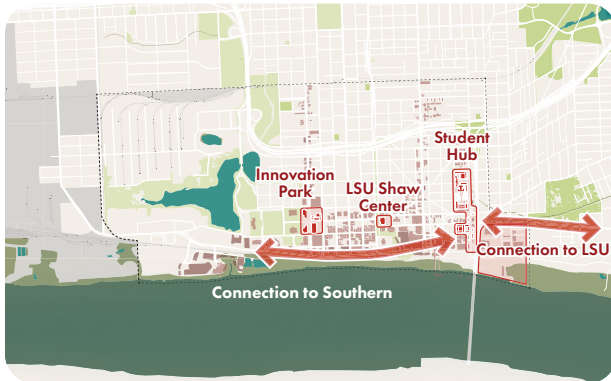 Student
Hub
Innovation
Park
LSU Shaw
Center
Connection to LSU
Connection to Southern